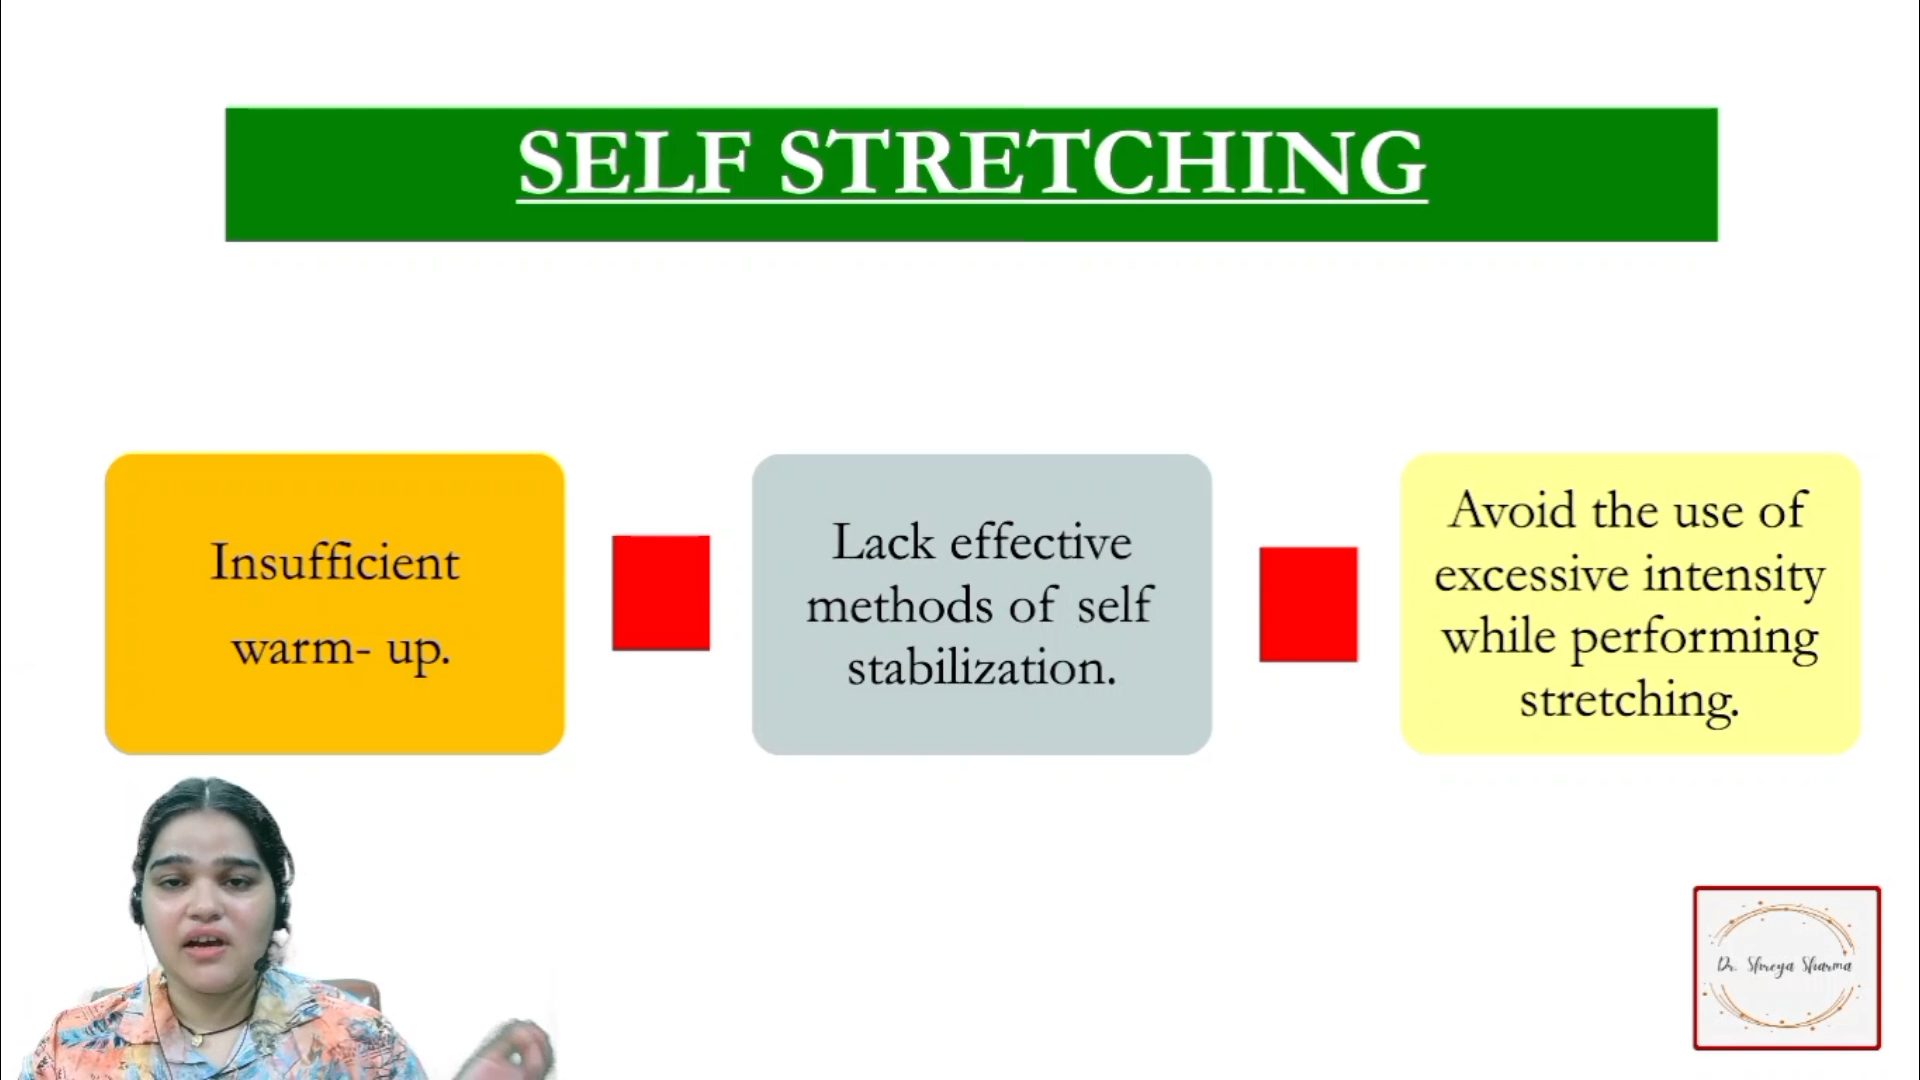 SELF STRETCHING
Insufficient
warm- up.
Lack effective
methods of self
stabilization.
Avoid the use of
excessive intensity
while performing
stretching.
Dr. Shreya Sharma